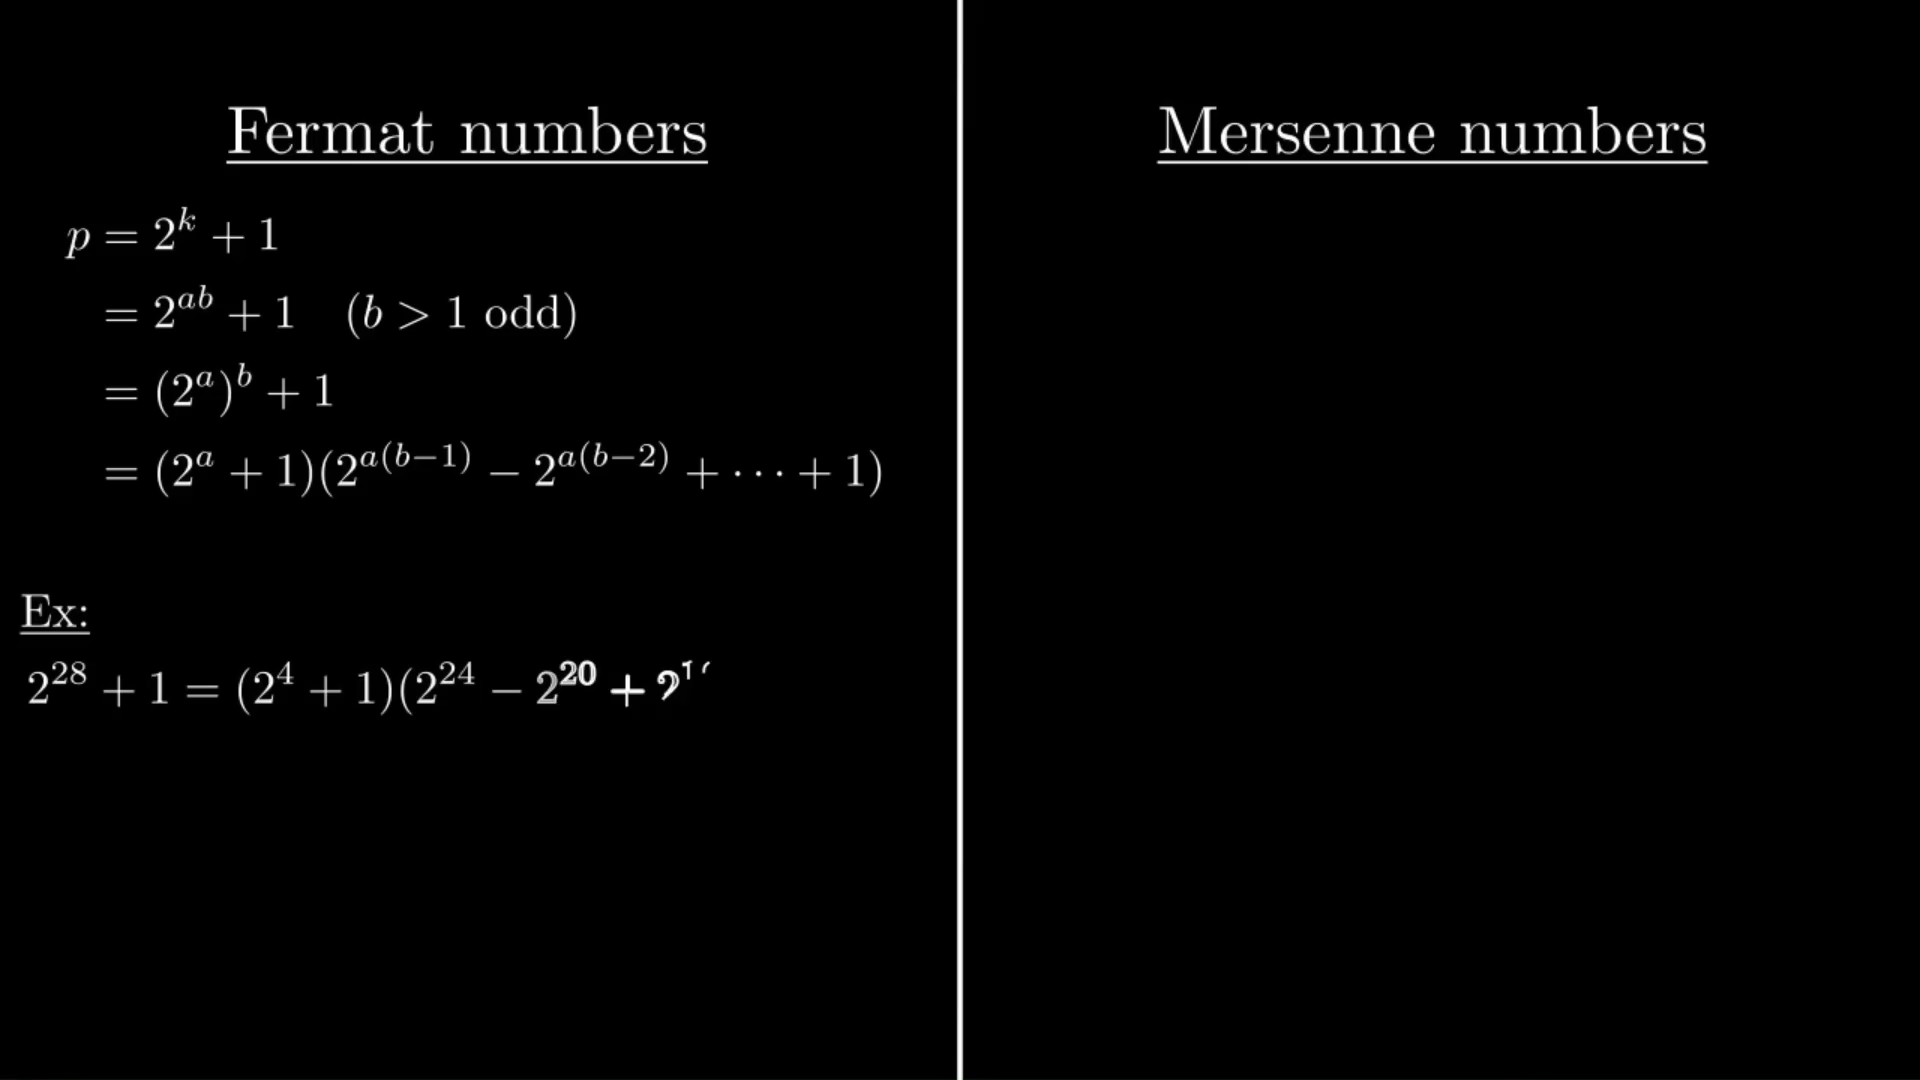 Fermat numbers
p = 2^k + 1
= 2^{ab} + 1 (b > 1 odd)
= (2^a)^b + 1
= (2^a + 1)(2^{a(b−1)} − 2^{a(b−2)} + ··· + 1)
Ex:
2^{28} + 1 = (2^4 + 1)(2^{24} − 2^{20} +
Mersenne numbers